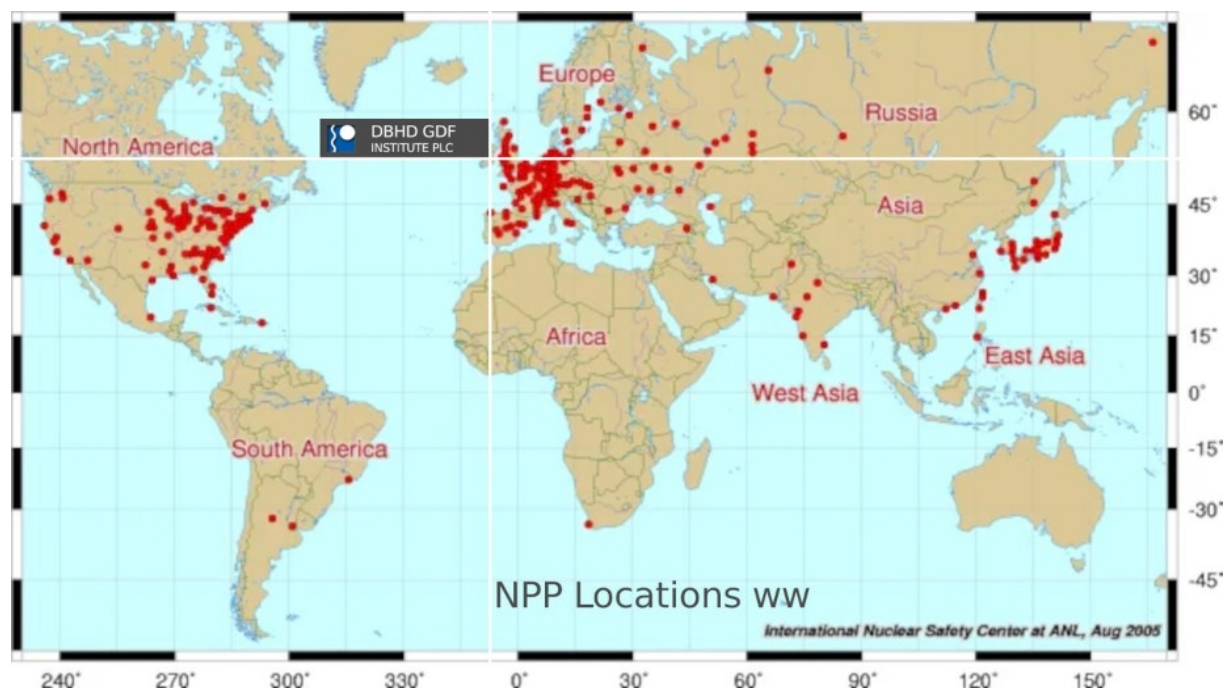 Europe
60°
Russia
DBHD GDF
INSTITUTE PLC
North America
45°
Asia
30°
15°
Africa
East Asia
0°
West Asia
-15°
South America
-30°
-45°
NPP Locations ww
International Nuclear Safety Center at ANL, Aug 2005
240° 270° 300° 330° 0° 30° 60° 90° 120° 150°